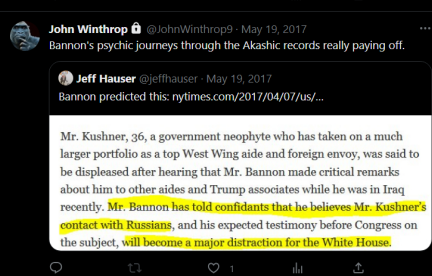 John Winthrop @JohnWinthrop9 · May 19, 2017
Bannon's psychic journeys through the Akashic records really paying off.
Jeff Hauser @jeffhauser · May 19, 2017
Bannon predicted this: nytimes.com/2017/04/07/us/...
Mr. Kushner, 36, a government neophyte who has taken on a much
larger portfolio as a top West Wing aide and foreign envoy, was said to
be displeased after hearing that Mr. Bannon made critical remarks
about him to other aides and Trump associates while he was in Iraq
recently. Mr. Bannon has told confidants that he believes Mr. Kushner's
contact with Russians, and his expected testimony before Congress on
the subject, will become a major distraction for the White House.
1